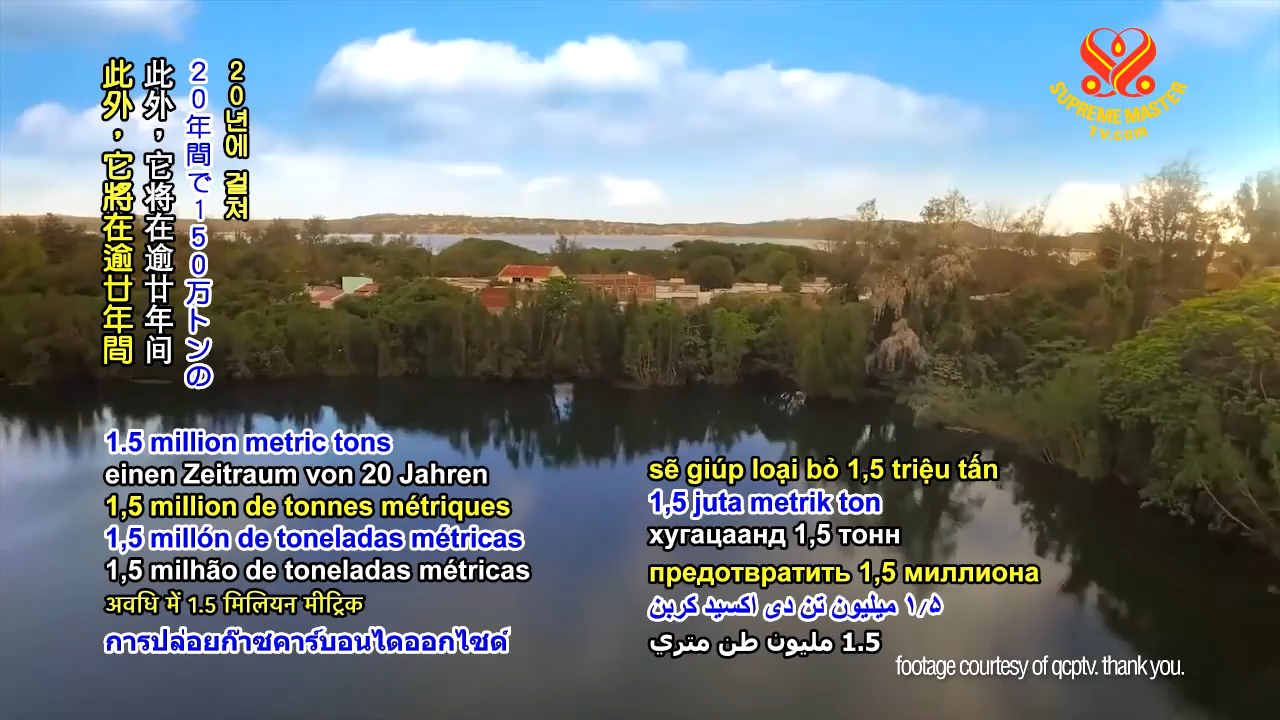 此外，它將在逾廿年間
此外，它将在逾廿年间
20年間で150万トンの
20년에 걸쳐
SUPREME MASTER
TV.com
1.5 million metric tons
einen Zeitraum von 20 Jahren
1,5 million de tonnes métriques
1,5 millón de toneladas métricas
1,5 milhão de toneladas métricas
अवधि में 1.5 मिलियन मीट्रिक
การปล่อยก๊าซคาร์บอนไดออกไซด์
sẽ giúp loại bỏ 1,5 triệu tấn
1,5 juta metrik ton
хугацаанд 1,5 тонн
предотвратить 1,5 миллиона
۱٫۵ میلیون تن دی اکسید کربن
1.5 مليون طن متري
footage courtesy of qcptv. thank you.